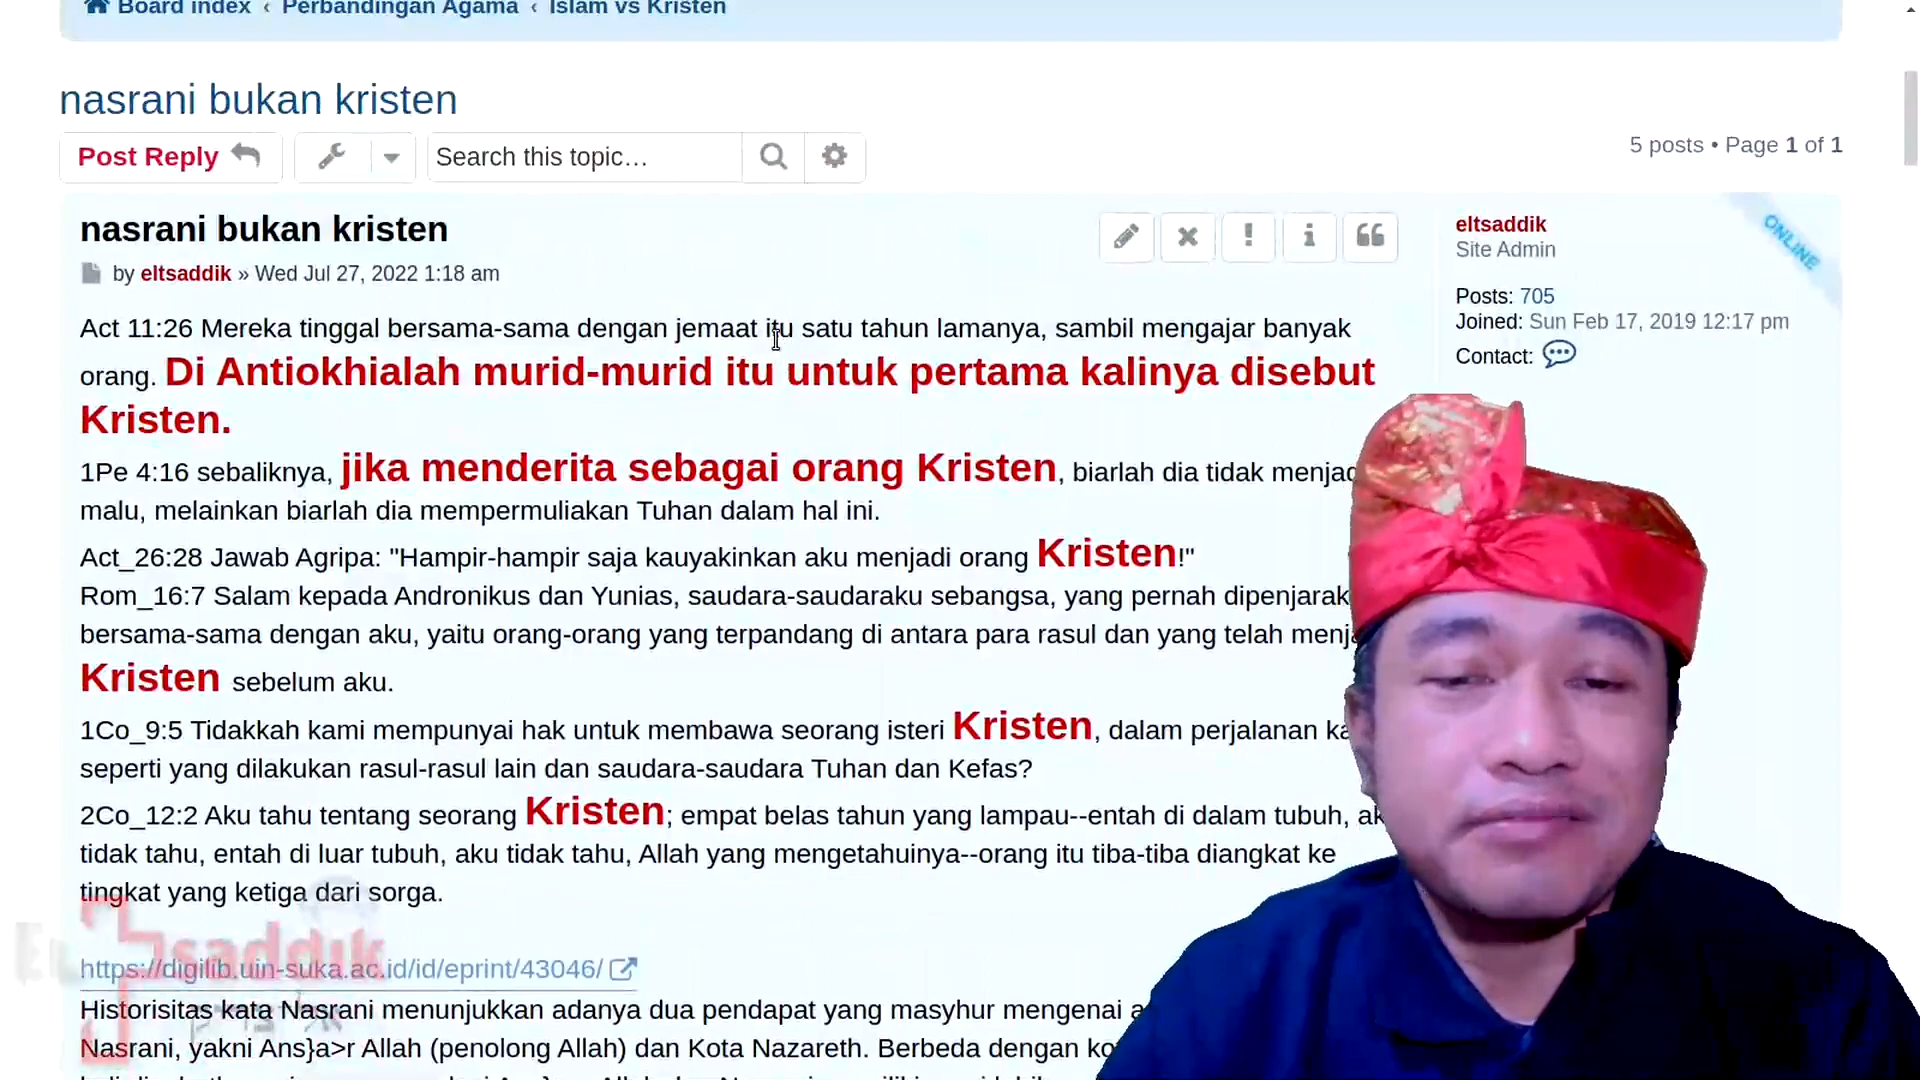 Board index ‹ Perbandingan Agama ‹ Islam vs Kristen
nasrani bukan kristen
Post Reply
Search this topic…
5 posts • Page 1 of 1
nasrani bukan kristen
by eltsaddik » Wed Jul 27, 2022 1:18 am
eltsaddik
Site Admin
ONLINE
Posts: 705
Joined: Sun Feb 17, 2019 12:17 pm
Contact:
Act 11:26 Mereka tinggal bersama-sama dengan jemaat itu satu tahun lamanya, sambil mengajar banyak
orang. Di Antiokhialah murid-murid itu untuk pertama kalinya disebut
Kristen.
1Pe 4:16 sebaliknya, jika menderita sebagai orang Kristen, biarlah dia tidak
malu, melainkan biarlah dia mempermuliakan Tuhan dalam hal ini.
Act_26:28 Jawab Agripa: "Hampir-hampir saja kauyakinkan aku menjadi orang Kristen!"
Rom_16:7 Salam kepada Andronikus dan Yunias, saudara-saudaraku sebangsa, yang pernah
bersama-sama dengan aku, yaitu orang-orang yang terpandang di antara para rasul dan yang telah
Kristen sebelum aku.
1Co_9:5 Tidakkah kami mempunyai hak untuk membawa seorang isteri Kristen, dalam perjalanan
seperti yang dilakukan rasul-rasul lain dan saudara-saudara Tuhan dan Kefas?
2Co_12:2 Aku tahu tentang seorang Kristen; empat belas tahun yang lampau--entah di dalam tubuh,
tidak tahu, entah di luar tubuh, aku tidak tahu, Allah yang mengetahuinya--orang itu tiba-tiba diangkat ke
tingkat yang ketiga dari sorga.
saddik
https://digilib.uin-suka.ac.id/id/eprint/43046/
Historisitas kata Nasrani menunjukkan adanya dua pendapat yang masyhur mengenai
Nasrani, yakni Ans}a>r Allah (penolong Allah) dan Kota Nazareth. Berbeda dengan